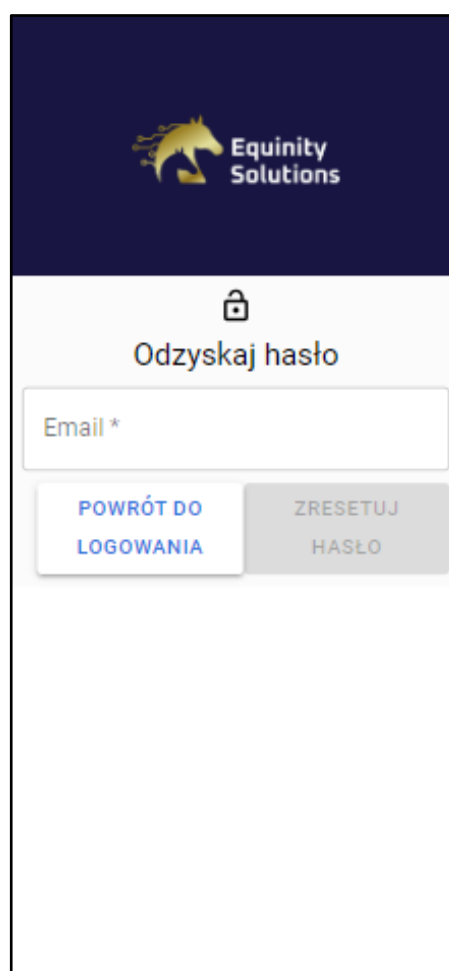 Equinity
Solutions
Odzyskaj hasło
Email *
POWRÓT DO
LOGOWANIA
ZRESETUJ
HASŁO